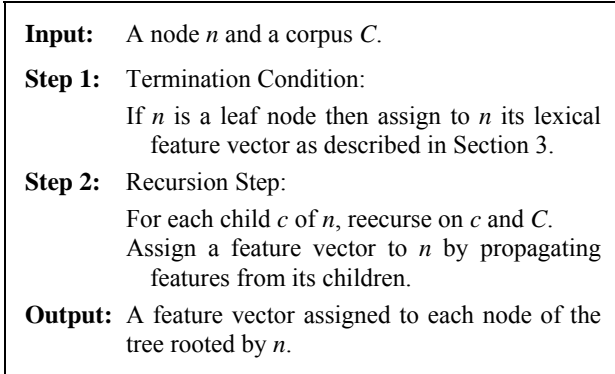 Input: A node n and a corpus C.
Step 1: Termination Condition:
If n is a leaf node then assign to n its lexical
feature vector as described in Section 3.
Step 2: Recursion Step:
For each child c of n, reecurse on c and C.
Assign a feature vector to n by propagating
features from its children.
Output: A feature vector assigned to each node of the
tree rooted by n.